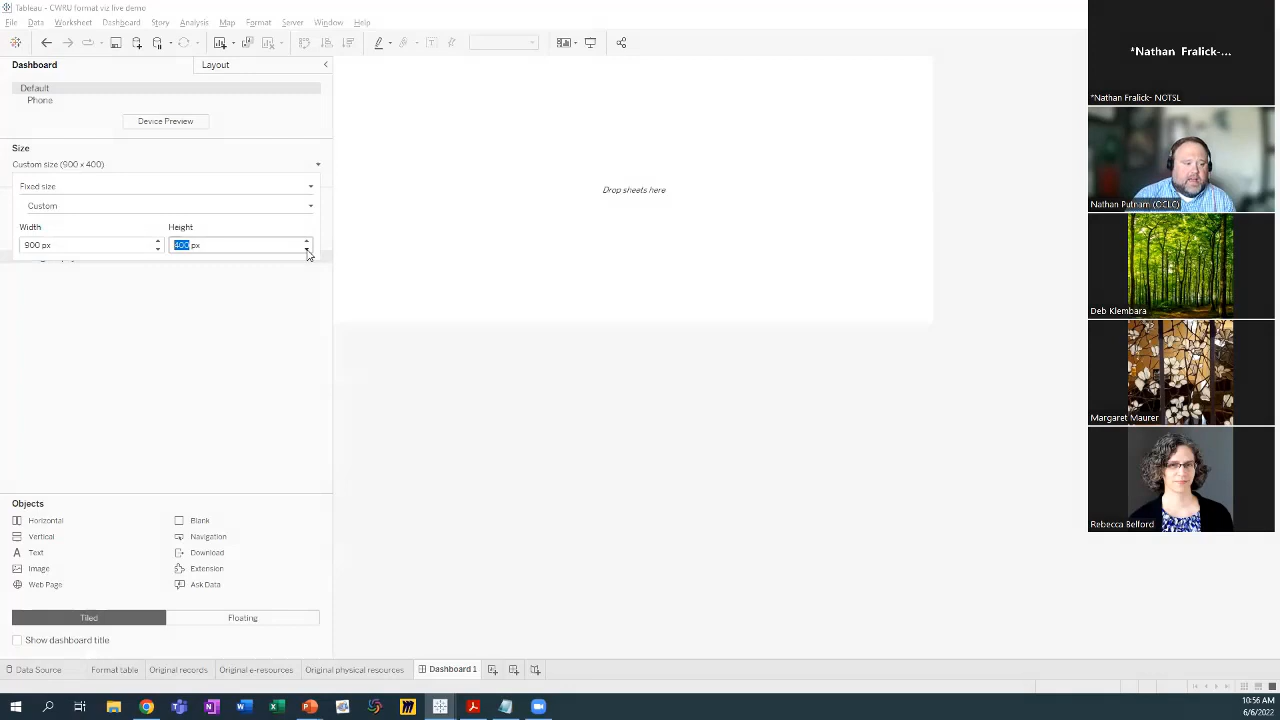 Tableau - CWRU format viz live demo
File Data Worksheet Dashboard Story Analysis Map Format Server Window Help
Dashboard Layout
Default
Phone
Device Preview
Size
Custom size (900 x 400)
Fixed size
Custom
Width Height
900 px 400 px
Drop sheets here
Objects
Horizontal Blank
Vertical Navigation
Text Download
Image Extension
Web Page Ask Data
Tiled Floating
Show dashboard title
Data Source Format table Original records Original e-resources Original physical resources Dashboard 1
10:56 AM
6/6/2022
*Nathan Fralick-...
*Nathan Fralick- NOTSL
Nathan Putnam (OCLC)
Deb Klembara
Margaret Maurer
Rebecca Belford